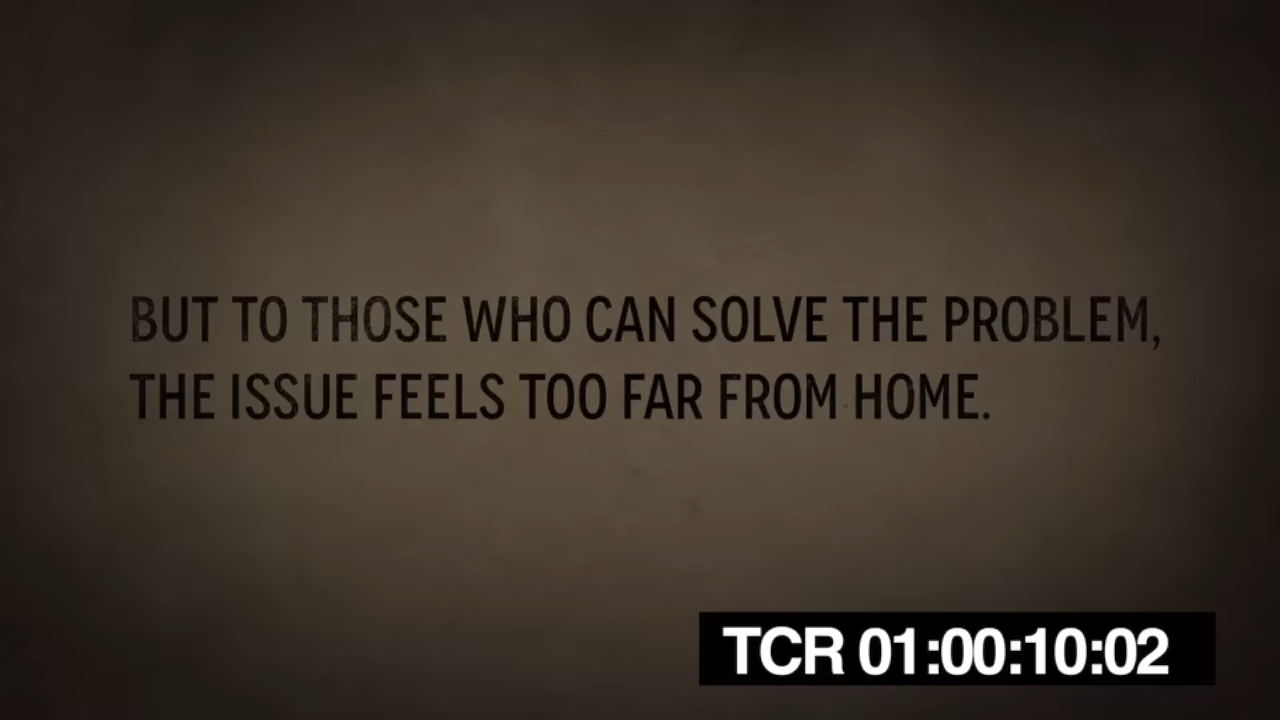 BUT TO THOSE WHO CAN SOLVE THE PROBLEM,
THE ISSUE FEELS TOO FAR FROM HOME.
TCR 01:00:10:02